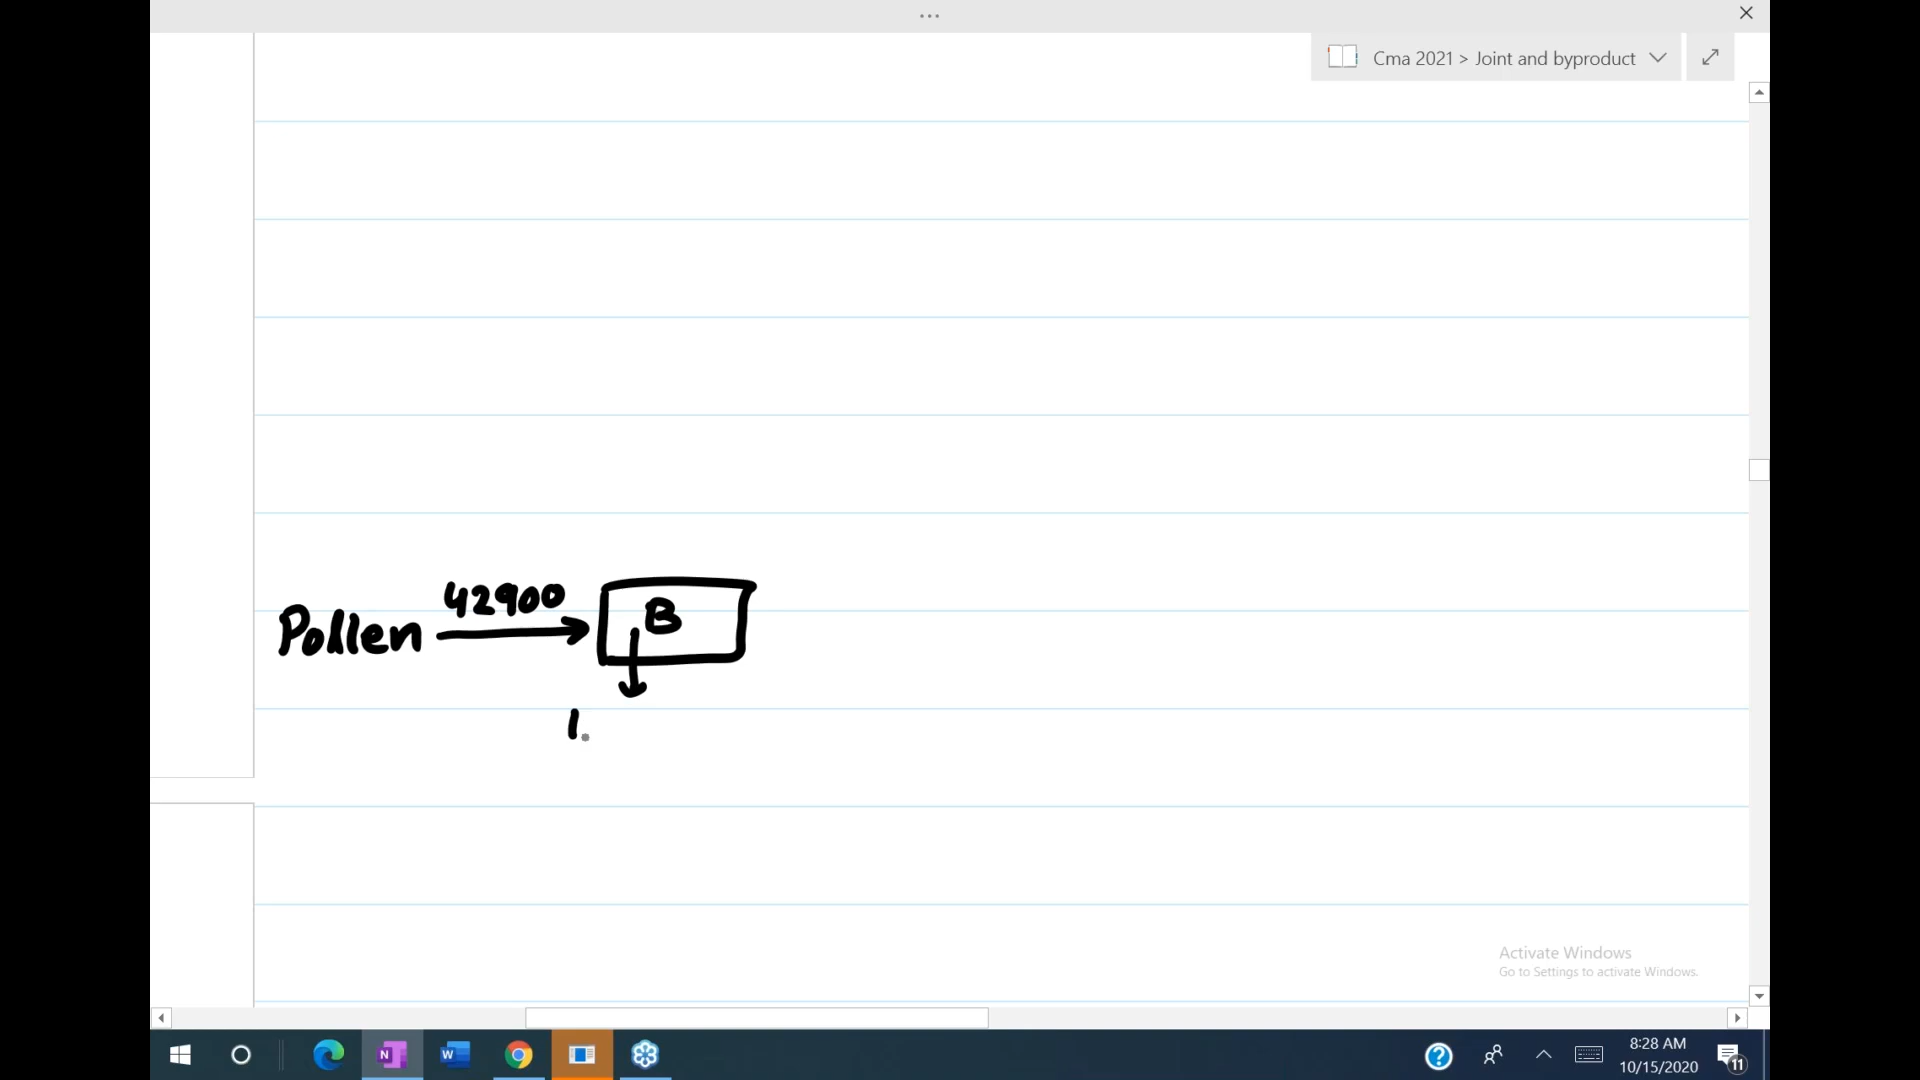 Cma 2021 > Joint and byproduct
42900
Pollen
B
1
Activate Windows
Go to Settings to activate Windows.
8:28 AM
10/15/2020
11